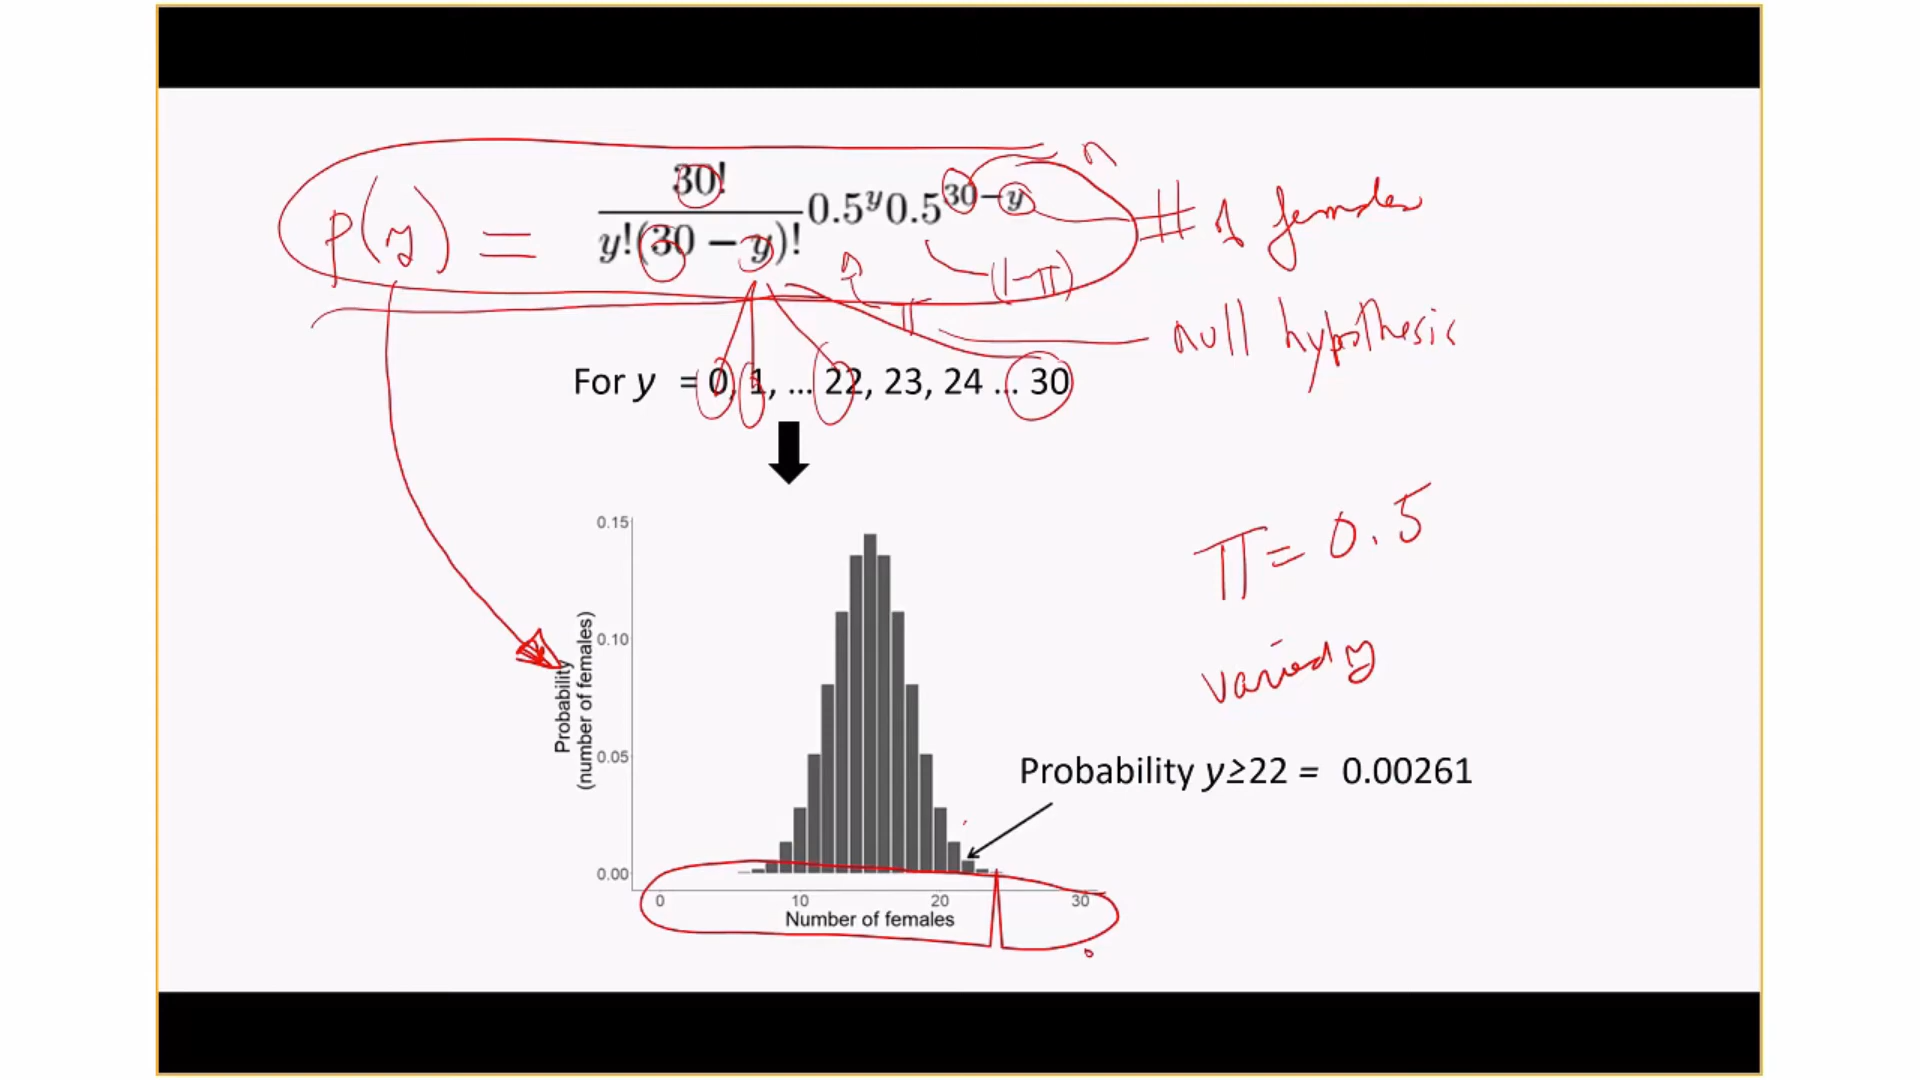 p(y) = 30! / y!(30 − y)! 0.5^y 0.5^30−y
n
# of females
(1-π)
π
null hypothesis
For y = 0, 1, ... 22, 23, 24 ... 30
π = 0.5
varied y
Probability y≥22 = 0.00261
Probability
(number of females)
0.15
0.10
0.05
0.00
0 10 20 30
Number of females